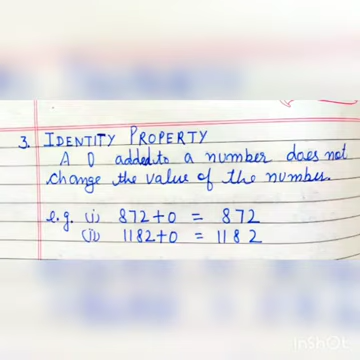 3. IDENTITY PROPERTY
A 0 added to a number does not
change the value of the number.
e.g. (i) 872+0 = 872
(ii) 1182+0 = 1182
InShOt